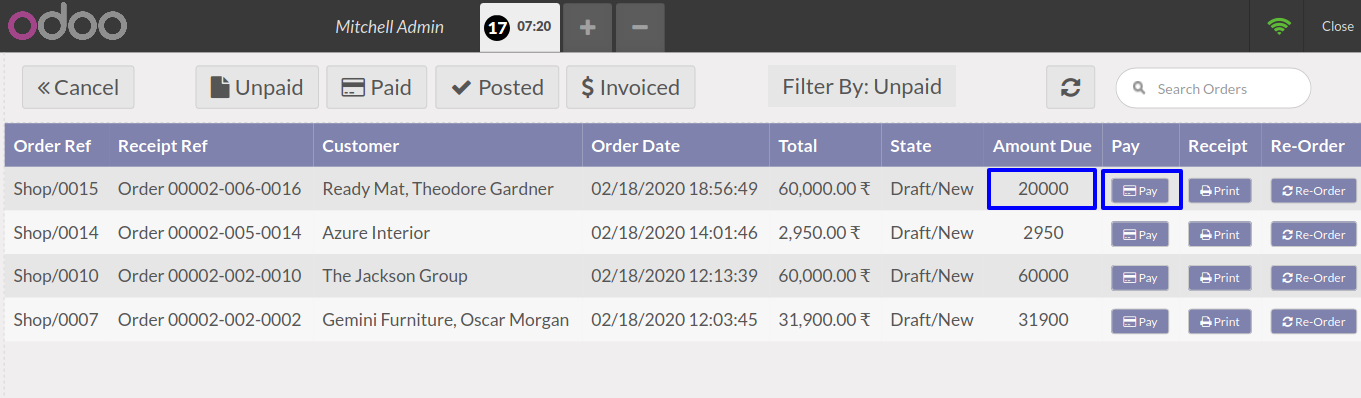 odoo Mitchell Admin 17 07:20 Close
Cancel Unpaid Paid Posted $ Invoiced Filter By: Unpaid Search Orders
Order Ref Receipt Ref Customer Order Date Total State Amount Due Pay Receipt Re-Order
Shop/0015 Order 00002-006-0016 Ready Mat, Theodore Gardner 02/18/2020 18:56:49 60,000.00 ₹ Draft/New 20000 Pay Print Re-Order
Shop/0014 Order 00002-005-0014 Azure Interior 02/18/2020 14:01:46 2,950.00 ₹ Draft/New 2950 Pay Print Re-Order
Shop/0010 Order 00002-002-0010 The Jackson Group 02/18/2020 12:13:39 60,000.00 ₹ Draft/New 60000 Pay Print Re-Order
Shop/0007 Order 00002-002-0002 Gemini Furniture, Oscar Morgan 02/18/2020 12:03:45 31,900.00 ₹ Draft/New 31900 Pay Print Re-Order